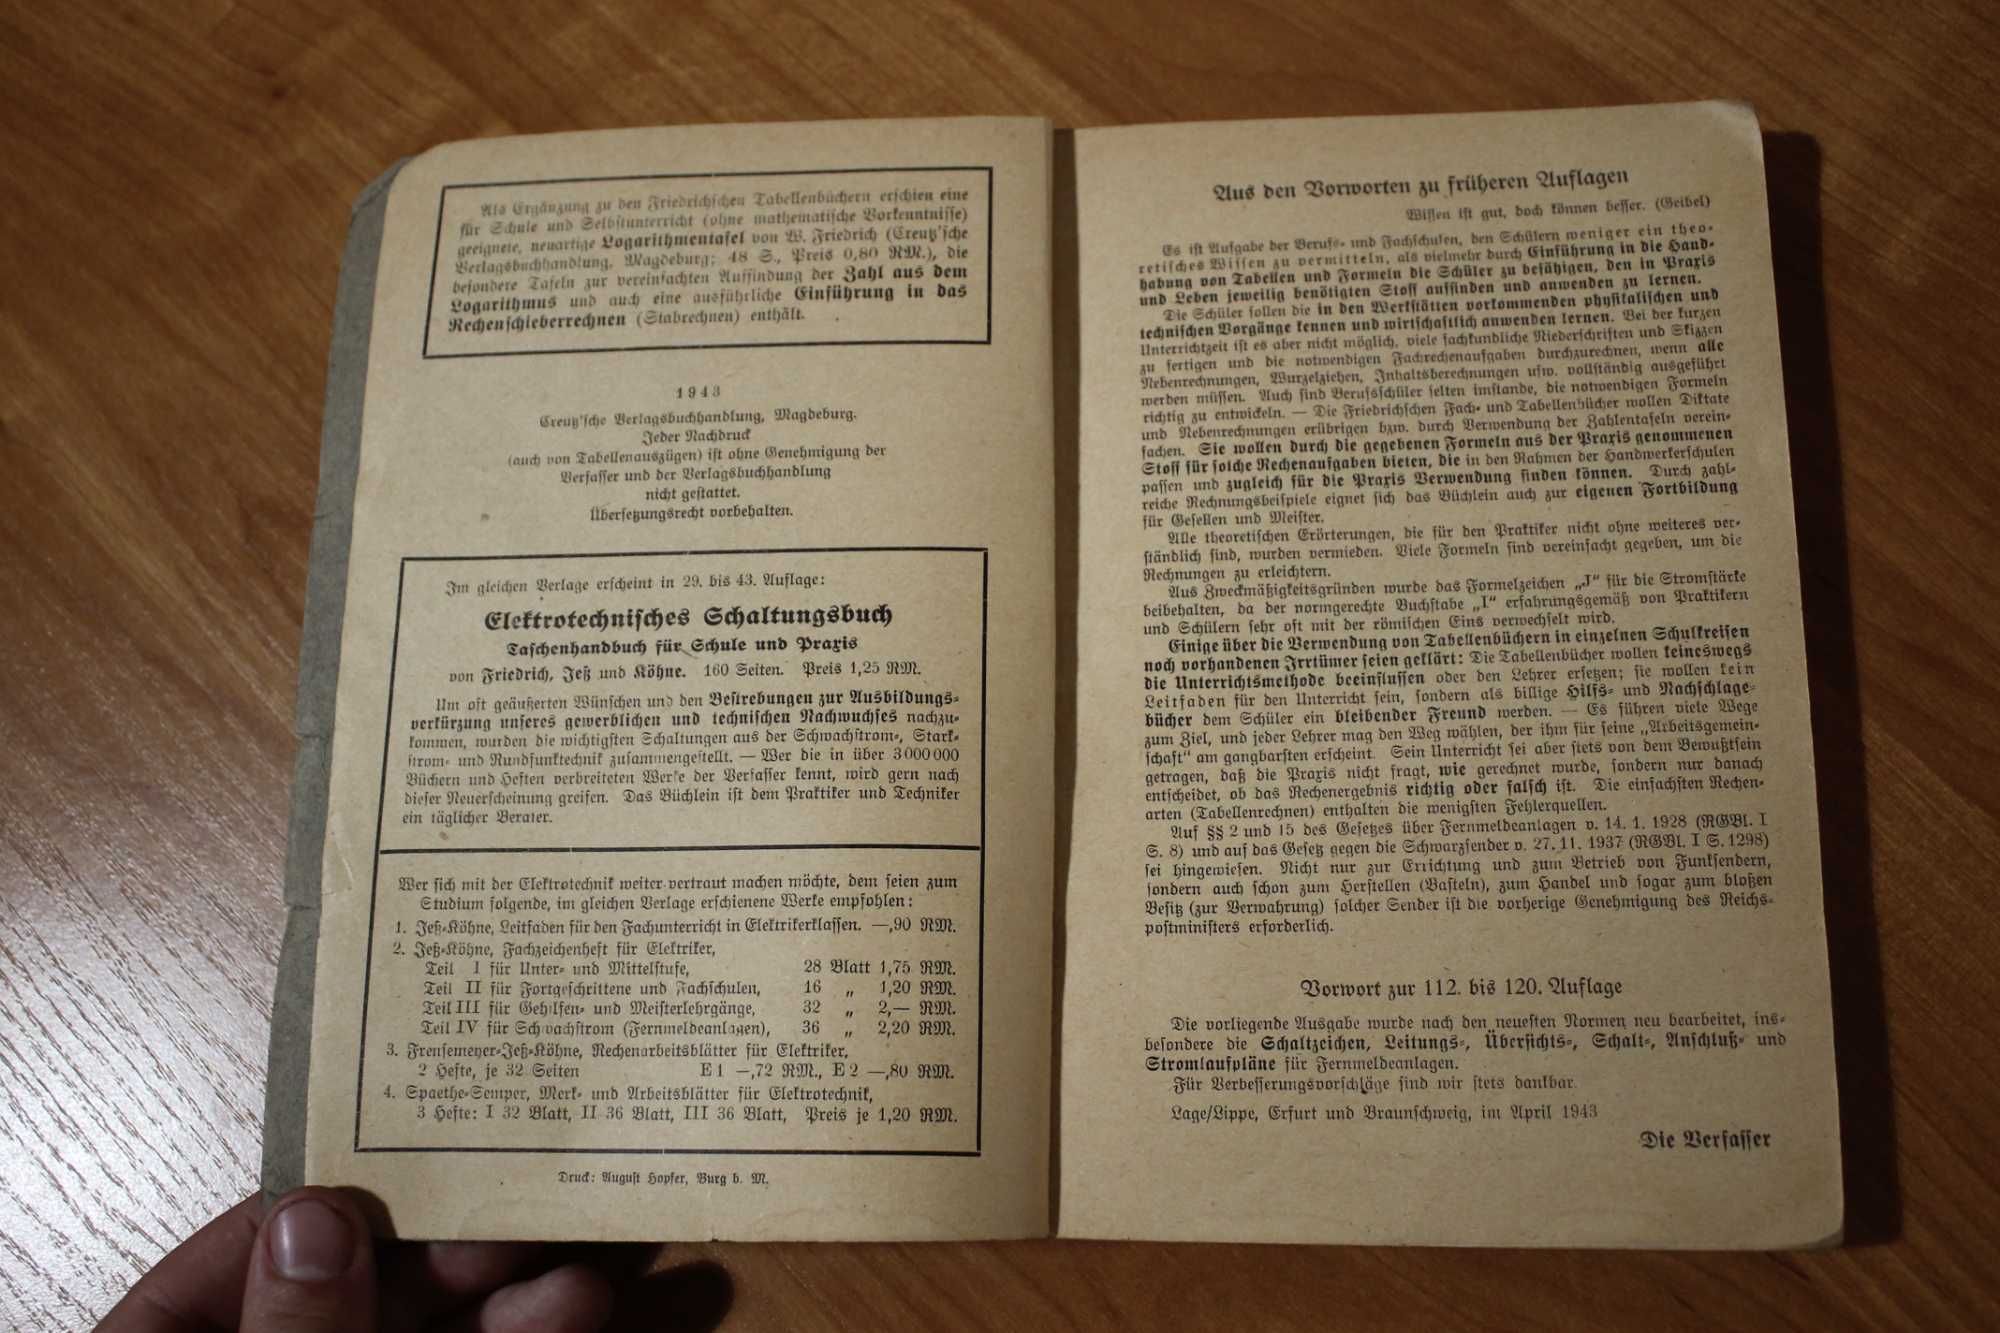 Als Ergänzung zu den Friedrichschen Tabellenbüchern erschien eine
für Schule und Selbstunterricht (ohne mathematische Vorkenntnisse)
geeignete, neuartige Logarithmentafel von W. Friedrich (Creutz'sche
Verlagsbuchhandlung, Magdeburg; 48 S., Preis 0,80 RM.), die
besondere Tafeln zur vereinfachten Auffindung der Zahl aus dem
Logarithmus und auch eine ausführliche Einführung in das
Rechenschieberrechnen (Stabrechnen) enthält.
1943
Creutz'sche Verlagsbuchhandlung, Magdeburg.
Jeder Nachdruck
(auch von Tabellenauszügen) ist ohne Genehmigung der
Verfasser und der Verlagsbuchhandlung
nicht gestattet.
Übersetzungsrecht vorbehalten.
Im gleichen Verlage erscheint in 29. bis 43. Auflage:
Elektrotechnisches Schaltungsbuch
Taschenhandbuch für Schule und Praxis
von Friedrich, Jeß und Köhne. 160 Seiten. Preis 1,25 RM.
Um oft geäußerten Wünschen und den Bestrebungen zur Ausbildungs-
verkürzung unseres gewerblichen und technischen Nachwuchses nachzu-
kommen, wurden die wichtigsten Schaltungen aus der Schwachstrom-, Stark-
strom- und Rundfunktechnik zusammengestellt. — Wer die in über 3000000
Büchern und Heften verbreiteten Werke der Verfasser kennt, wird gern nach
dieser Neuerscheinung greifen. Das Büchlein ist dem Praktiker und Techniker
ein täglicher Berater.
Wer sich mit der Elektrotechnik weiter vertraut machen möchte, dem seien zum
Studium folgende, im gleichen Verlage erschienene Werke empfohlen:
1. Jeß-Köhne, Leitfaden für den Fachunterricht in Elektrikerklassen. —,90 RM.
2. Jeß-Köhne, Fachzeichenheft für Elektriker,
Teil I für Unter- und Mittelstufe, 28 Blatt 1,75 RM.
Teil II für Fortgeschrittene und Fachschulen, 16 „ 1,20 RM.
Teil III für Gehilfen- und Meisterlehrgänge, 32 „ 2,— RM.
Teil IV für Schwachstrom (Fernmeldeanlagen), 36 „ 2,20 RM.
3. Frensemeyer-Jeß-Köhne, Rechenarbeitsblätter für Elektriker,
2 Hefte, je 32 Seiten E 1 —,72 RM., E 2 —,80 RM.
4. Spaethe-Semper, Merk- und Arbeitsblätter für Elektrotechnik,
3 Hefte: I 32 Blatt, II 36 Blatt, III 36 Blatt, Preis je 1,20 RM.
Druck: August Hopfer, Burg b. M.
Aus den Vorworten zu früheren Auflagen
Wissen ist gut, doch können besser. (Geibel)
Es ist Aufgabe der Berufs- und Fachschulen, den Schülern weniger ein theo-
retisches Wissen zu vermitteln, als vielmehr durch Einführung in die Hand-
habung von Tabellen und Formeln die Schüler zu befähigen, den in Praxis
und Leben jeweilig benötigten Stoff auffinden und anwenden zu lernen.
Die Schüler sollen die in den Werkstätten vorkommenden physikalischen und
technischen Vorgänge kennen und wirtschaftlich anwenden lernen. Bei der kurzen
Unterrichtzeit ist es aber nicht möglich, viele fachkundliche Niederschriften und Skizzen
zu fertigen und die notwendigen Fachrechenaufgaben durchzurechnen, wenn alle
Nebenrechnungen, Wurzelziehen, Inhaltsberechnungen usw. vollständig ausgeführt
werden müssen. Auch sind Berufsschüler selten imstande, die notwendigen Formeln
richtig zu entwickeln. — Die Friedrichschen Fach- und Tabellenbücher wollen Diktate
und Nebenrechnungen erübrigen bzw. durch Verwendung der Zahlentafeln verein-
fachen. Sie wollen durch die gegebenen Formeln aus der Praxis genommenen
Stoff für solche Rechenaufgaben bieten, die in den Rahmen der Handwerkerschulen
passen und zugleich für die Praxis Verwendung finden können. Durch zahl-
reiche Rechnungsbeispiele eignet sich das Büchlein auch zur eigenen Fortbildung
für Gesellen und Meister.
Alle theoretischen Erörterungen, die für den Praktiker nicht ohne weiteres ver-
ständlich sind, wurden vermieden. Viele Formeln sind vereinfacht gegeben, um die
Rechnungen zu erleichtern.
Aus Zweckmäßigkeitsgründen wurde das Formelzeichen „J“ für die Stromstärke
beibehalten, da der normgerechte Buchstabe „I“ erfahrungsgemäß von Praktikern
und Schülern sehr oft mit der römischen Eins verwechselt wird.
Einige über die Verwendung von Tabellenbüchern in einzelnen Schulkreisen
noch vorhandenen Irrtümer seien geklärt: Die Tabellenbücher wollen keineswegs
die Unterrichtsmethode beeinflussen oder den Lehrer ersetzen; sie wollen kein
Leitfaden für den Unterricht sein, sondern als billige Hilfs- und Nachschlage-
bücher dem Schüler ein bleibender Freund werden. — Es führen viele Wege
zum Ziel, und jeder Lehrer mag den Weg wählen, der ihm für seine „Arbeitsgemein-
schaft“ am gangbarsten erscheint. Sein Unterricht sei aber stets von dem Bewußtsein
getragen, daß die Praxis nicht fragt, wie gerechnet wurde, sondern nur danach
entscheidet, ob das Rechenergebnis richtig oder falsch ist. Die einfachsten Rechen-
arten (Tabellenrechnen) enthalten die wenigsten Fehlerquellen.
Auf §§ 2 und 15 des Gesetzes über Fernmeldeanlagen v. 14. 1. 1928 (RGBl. I
S. 8) und auf das Gesetz gegen die Schwarzsender v. 27. 11. 1937 (RGBl. I S. 1298)
sei hingewiesen. Nicht nur zur Errichtung und zum Betrieb von Funksendern,
sondern auch schon zum Herstellen (Basteln), zum Handel und sogar zum bloßen
Besitz (zur Verwahrung) solcher Sender ist die vorherige Genehmigung des Reichs-
postministers erforderlich.
Vorwort zur 112. bis 120. Auflage
Die vorliegende Ausgabe wurde nach den neuesten Normen neu bearbeitet, ins-
besondere die Schaltzeichen, Leitungs-, Übersichts-, Schalt-, Anschluß- und
Stromlaufpläne für Fernmeldeanlagen.
Für Verbesserungsvorschläge sind wir stets dankbar.
Lage/Lippe, Erfurt und Braunschweig, im April 1943
Die Verfasser